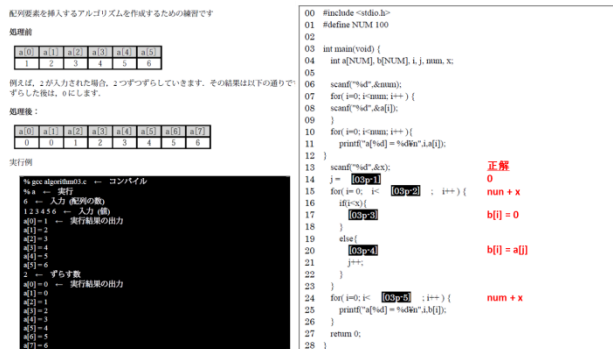 配列要素を挿入するアルゴリズムを作成するための練習です
処理前
a[0] a[1] a[2] a[3] a[4] a[5]
1 2 3 4 5 6
例えば，2が入力された場合，2つずつずらしていきます．その結果は以下の通りで
ずらした後は，0にします．
処理後：
a[0] a[1] a[2] a[3] a[4] a[5] a[6] a[7]
0 0 1 2 3 4 5 6
実行例
% gcc algorithm03.c ← コンパイル
% a ← 実行
6 ← 入力 (配列の数)
1 2 3 4 5 6 ← 入力 (値)
a[0] = 1 ← 実行結果の出力
a[1] = 2
a[2] = 3
a[3] = 4
a[4] = 5
a[5] = 6
2 ← ずらす数
a[0] = 0 ← 実行結果の出力
a[1] = 0
a[2] = 1
a[3] = 2
a[4] = 3
a[5] = 4
a[6] = 5
a[7] = 6
00 #include <stdio.h>
01 #define NUM 100
02
03 int main(void) {
04 int a[NUM], b[NUM], i, j, num, x;
05
06 scanf("%d",&num);
07 for( i=0; i<num; i++ ) {
08 scanf("%d",&a[i]);
09 }
10 for( i=0; i<num; i++ ){
11 printf("a[%d] = %d¥n",i,a[i]);
12 }
13 scanf("%d",&x); 正解
14 j = [03p-1] 0
15 for( i= 0; i< [03p-2] ; i++ ) { nun + x
16 if(i<x){
17 [03p-3] b[i] = 0
18 }
19 else{
20 [03p-4] b[i] = a[j]
21 j++;
22 }
23 }
24 for( i=0; i< [03p-5] ; i++ ) { num + x
25 printf("a[%d] = %d¥n",i,b[i]);
26 }
27 return 0;
28 }